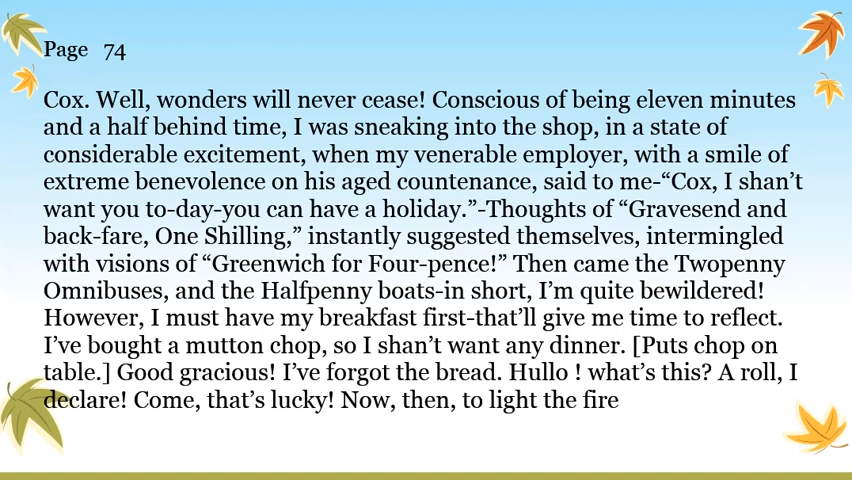 Page 74
Cox. Well, wonders will never cease! Conscious of being eleven minutes
and a half behind time, I was sneaking into the shop, in a state of
considerable excitement, when my venerable employer, with a smile of
extreme benevolence on his aged countenance, said to me-“Cox, I shan’t
want you to-day-you can have a holiday.”-Thoughts of “Gravesend and
back-fare, One Shilling,” instantly suggested themselves, intermingled
with visions of “Greenwich for Four-pence!” Then came the Twopenny
Omnibuses, and the Halfpenny boats-in short, I’m quite bewildered!
However, I must have my breakfast first-that’ll give me time to reflect.
I’ve bought a mutton chop, so I shan’t want any dinner. [Puts chop on
table.] Good gracious! I’ve forgot the bread. Hullo ! what’s this? A roll, I
declare! Come, that’s lucky! Now, then, to light the fire